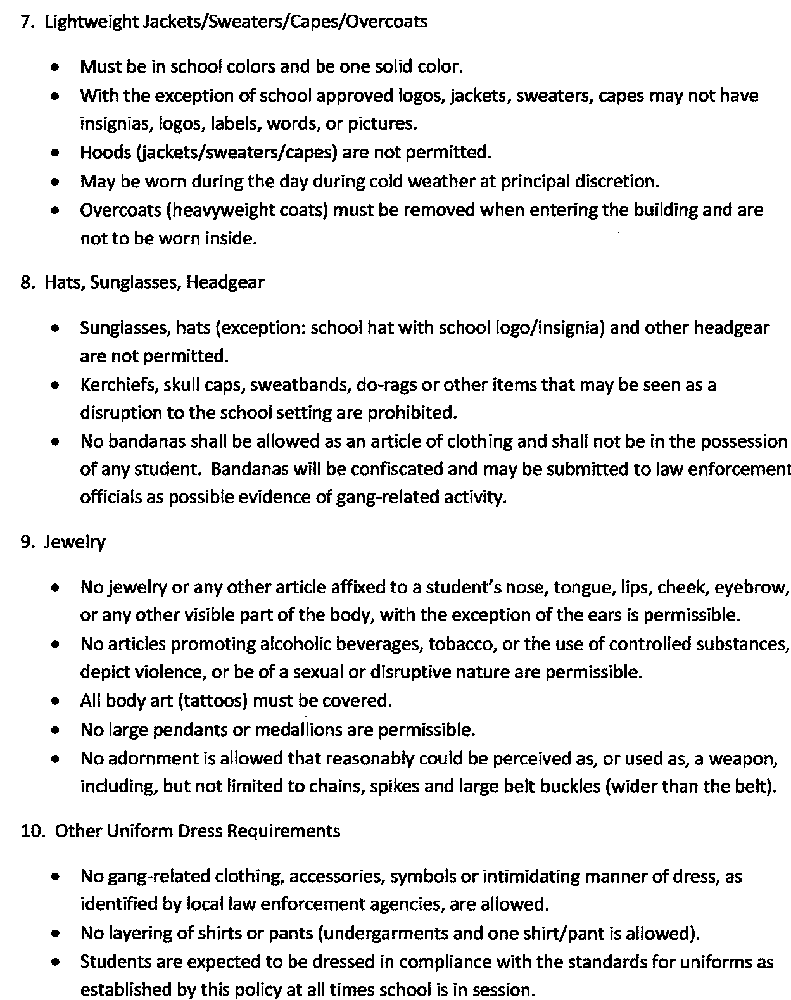 7. Lightweight Jackets/Sweaters/Capes/Overcoats
• Must be in school colors and be one solid color.
• With the exception of school approved logos, jackets, sweaters, capes may not have
insignias, logos, labels, words, or pictures.
• Hoods (jackets/sweaters/capes) are not permitted.
• May be worn during the day during cold weather at principal discretion.
• Overcoats (heavyweight coats) must be removed when entering the building and are
not to be worn inside.
8. Hats, Sunglasses, Headgear
• Sunglasses, hats (exception: school hat with school logo/insignia) and other headgear
are not permitted.
• Kerchiefs, skull caps, sweatbands, do-rags or other items that may be seen as a
disruption to the school setting are prohibited.
• No bandanas shall be allowed as an article of clothing and shall not be in the possession
of any student. Bandanas will be confiscated and may be submitted to law enforcement
officials as possible evidence of gang-related activity.
9. Jewelry
• No jewelry or any other article affixed to a student's nose, tongue, lips, cheek, eyebrow,
or any other visible part of the body, with the exception of the ears is permissible.
• No articles promoting alcoholic beverages, tobacco, or the use of controlled substances,
depict violence, or be of a sexual or disruptive nature are permissible.
• All body art (tattoos) must be covered.
• No large pendants or medallions are permissible.
• No adornment is allowed that reasonably could be perceived as, or used as, a weapon,
including, but not limited to chains, spikes and large belt buckles (wider than the belt).
10. Other Uniform Dress Requirements
• No gang-related clothing, accessories, symbols or intimidating manner of dress, as
identified by local law enforcement agencies, are allowed.
• No layering of shirts or pants (undergarments and one shirt/pant is allowed).
• Students are expected to be dressed in compliance with the standards for uniforms as
established by this policy at all times school is in session.